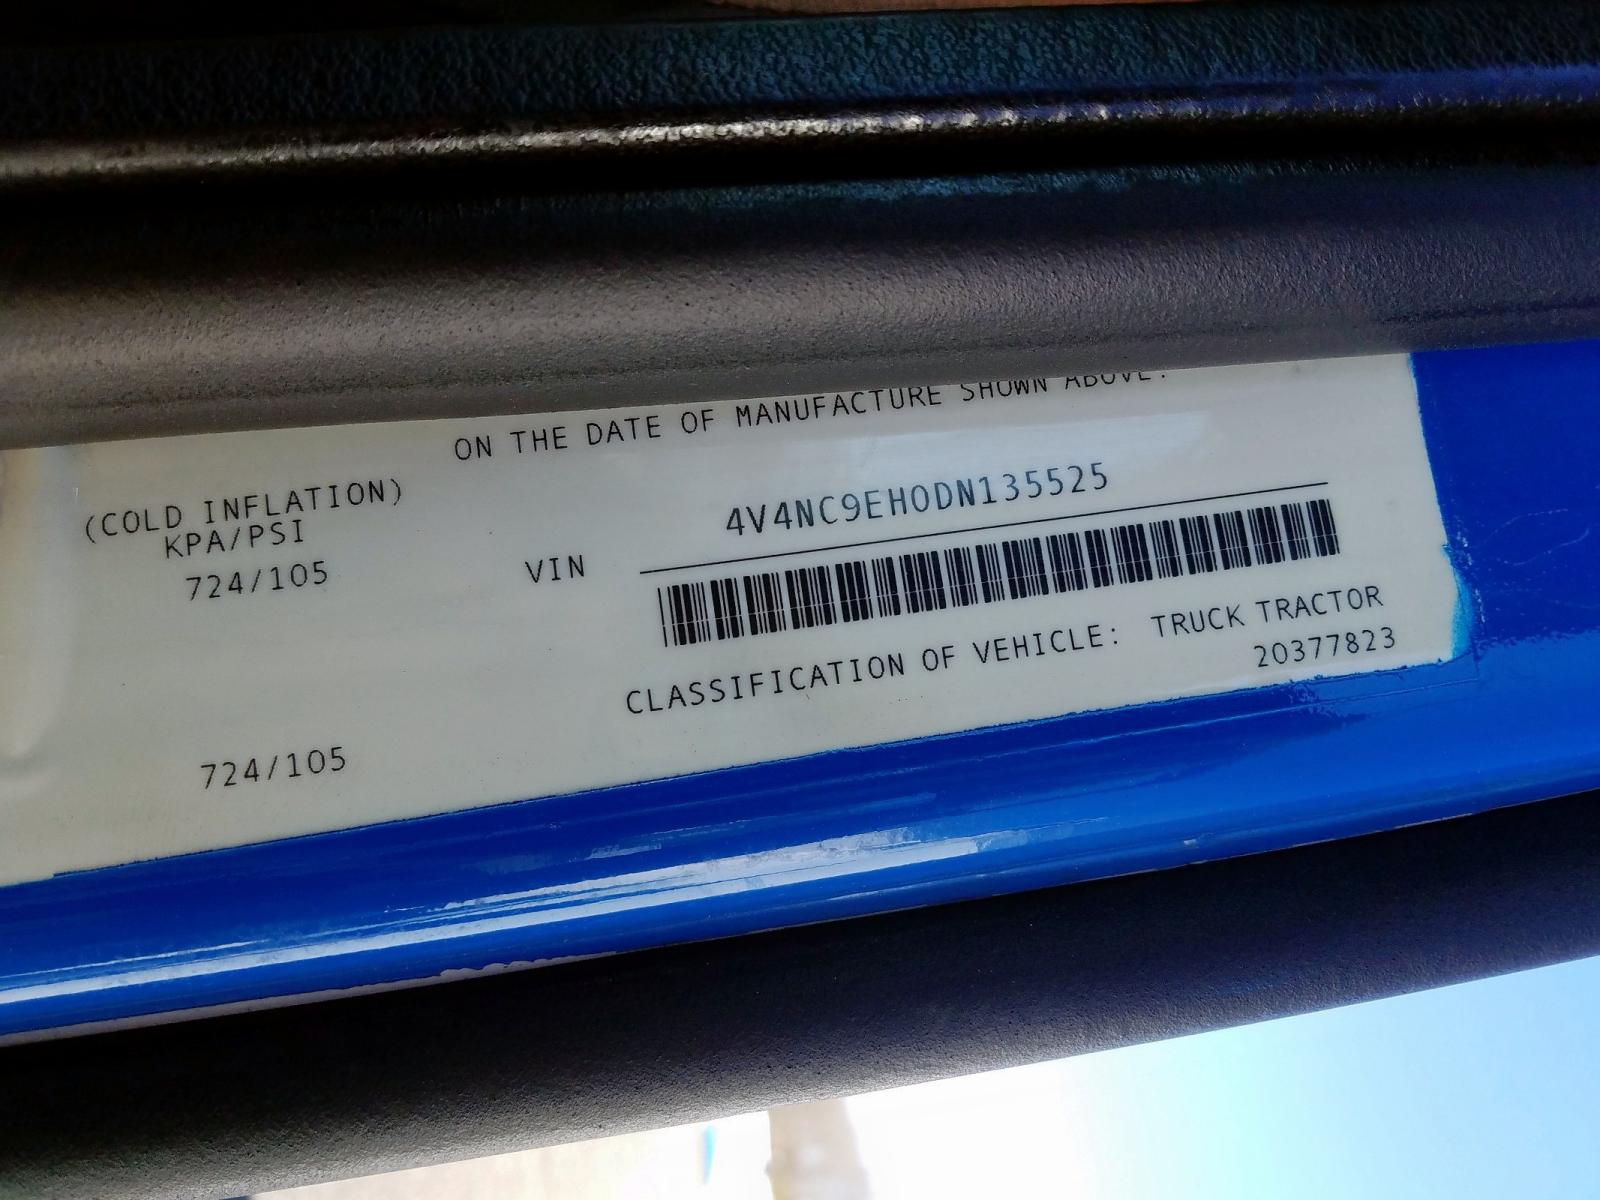 ON THE DATE OF MANUFACTURE SHOWN ABOVE.
(COLD INFLATION)
KPA/PSI
724/105
724/105
4V4NC9EH0DN135525
VIN
CLASSIFICATION OF VEHICLE: TRUCK TRACTOR
20377823